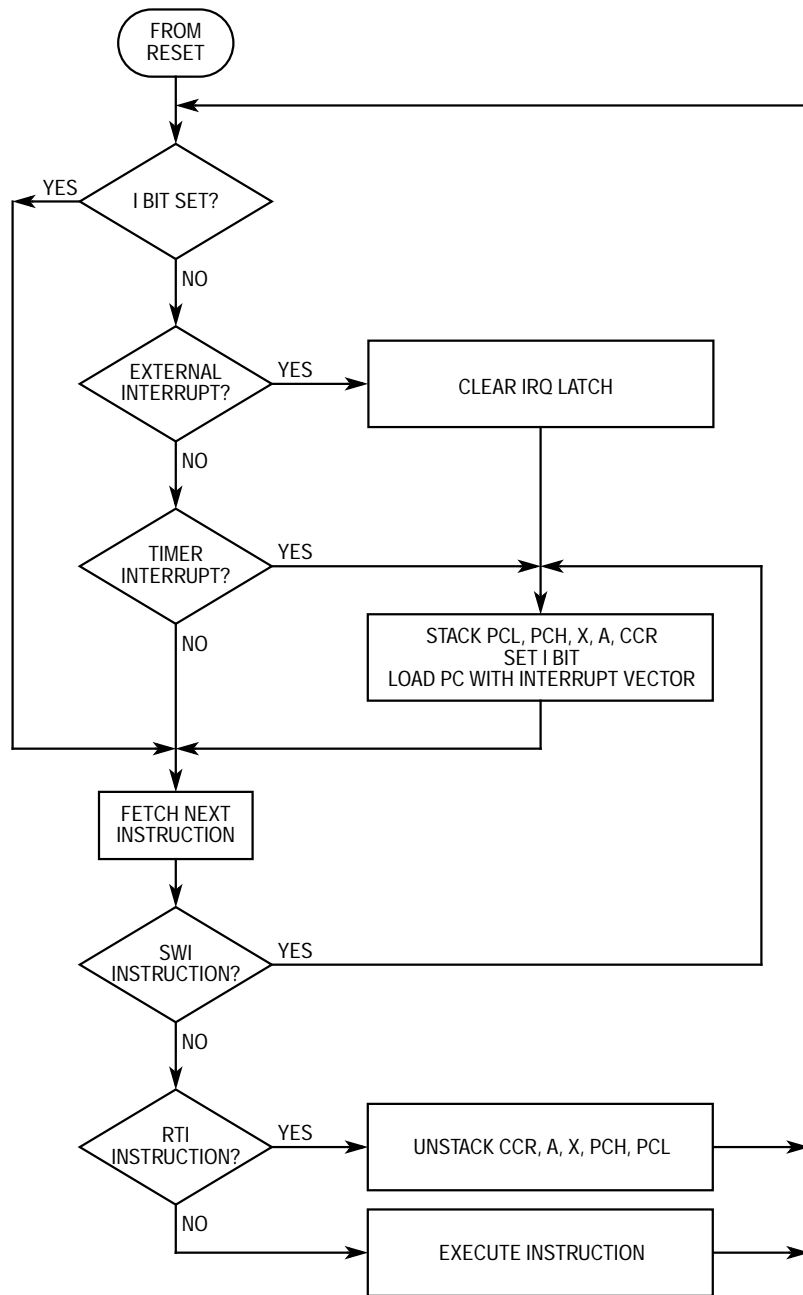 FROM
RESET
I BIT SET?
YES
NO
EXTERNAL
INTERRUPT?
YES
CLEAR IRQ LATCH
NO
TIMER
INTERRUPT?
YES
NO
STACK PCL, PCH, X, A, CCR
SET I BIT
LOAD PC WITH INTERRUPT VECTOR
FETCH NEXT
INSTRUCTION
SWI
INSTRUCTION?
YES
NO
RTI
INSTRUCTION?
YES
UNSTACK CCR, A, X, PCH, PCL
NO
EXECUTE INSTRUCTION